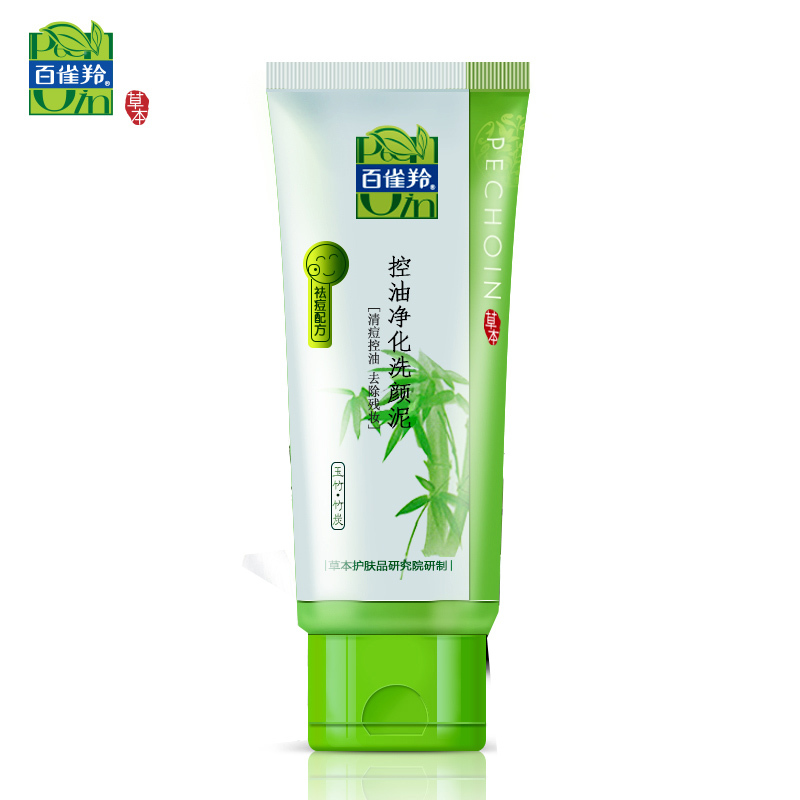 Pech
百雀羚®
Oin
草本
Pech
百雀羚®
Oin
PECHOIN
草本
祛痘配方
控油净化洗颜泥
[清痘控油 去除残妆]
玉竹·竹炭
|草本护肤品研究院研制|